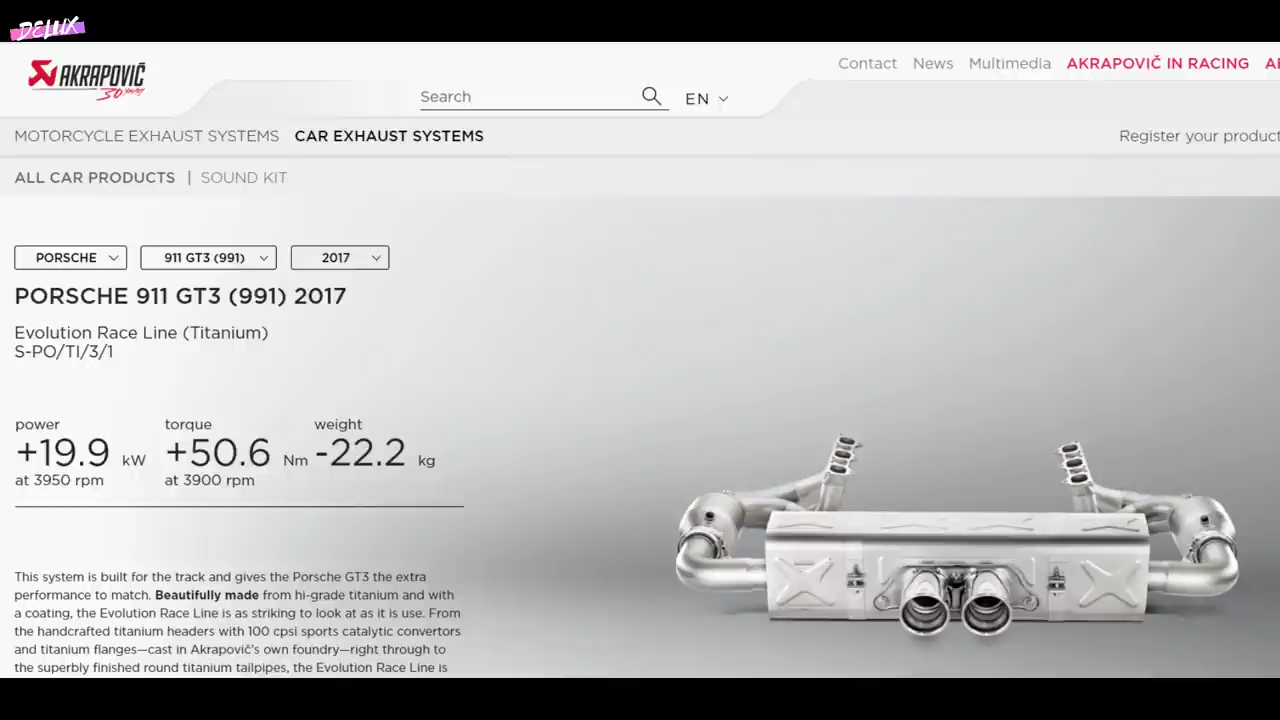 DELUX
AKRAPOVIČ
30 years
Contact News Multimedia AKRAPOVIČ IN RACING
Search EN
MOTORCYCLE EXHAUST SYSTEMS CAR EXHAUST SYSTEMS Register your product
ALL CAR PRODUCTS | SOUND KIT
PORSCHE 911 GT3 (991) 2017
PORSCHE 911 GT3 (991) 2017
Evolution Race Line (Titanium)
S-PO/TI/3/1
power torque weight
+19.9 kW +50.6 Nm -22.2 kg
at 3950 rpm at 3900 rpm
This system is built for the track and gives the Porsche GT3 the extra
performance to match. Beautifully made from hi-grade titanium and with
a coating, the Evolution Race Line is as striking to look at as it is use. From
the handcrafted titanium headers with 100 cpsi sports catalytic convertors
and titanium flanges—cast in Akrapovič's own foundry—right through to
the superbly finished round titanium tailpipes, the Evolution Race Line is